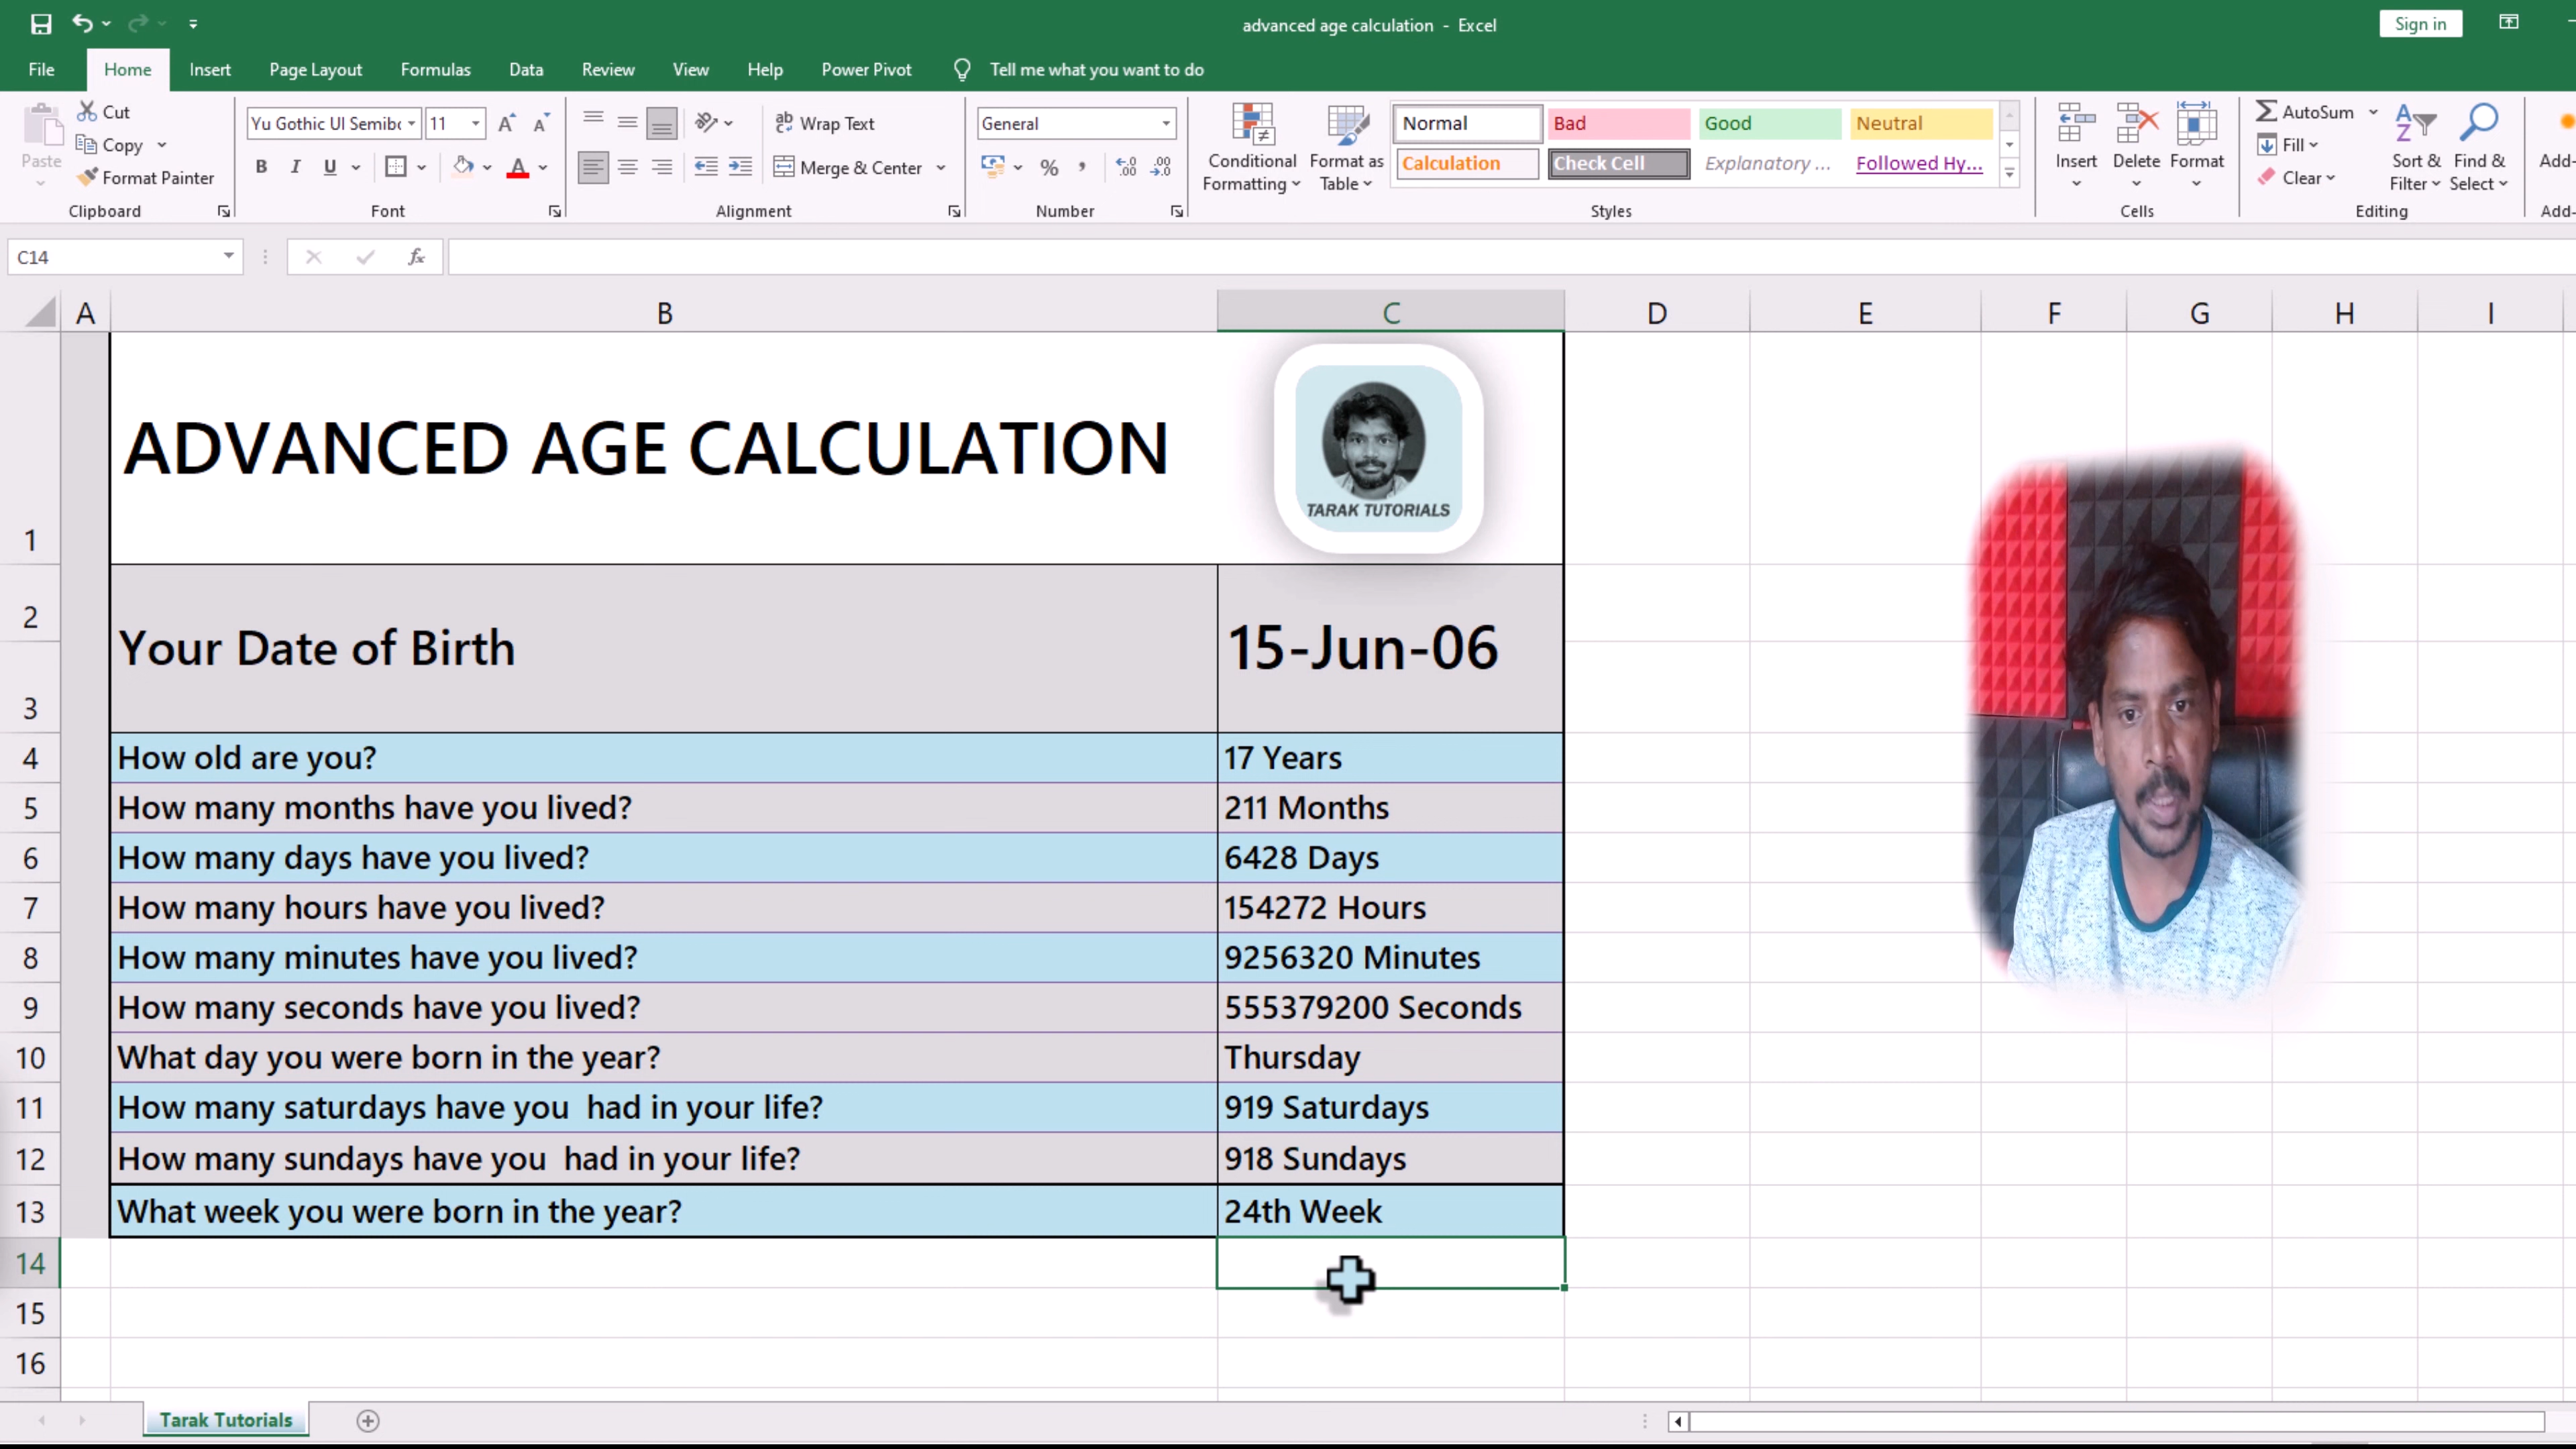 advanced age calculation - Excel
Sign in
File Home Insert Page Layout Formulas Data Review View Help Power Pivot Tell me what you want to do
Paste
Cut
Copy
Format Painter
Clipboard
Yu Gothic UI Semib
11
B I U
Font
Wrap Text
Merge & Center
Alignment
General
Number
Conditional Formatting
Format as Table
Normal Bad Good Neutral
Calculation Check Cell Explanatory ... Followed Hy...
Styles
Insert Delete Format
Cells
AutoSum
Fill
Clear
Sort & Filter
Find & Select
Editing
Add-
Add-
C14
fx
A B C D E F G H I
1 ADVANCED AGE CALCULATION
TARAK TUTORIALS
2
3
Your Date of Birth 15-Jun-06
4 How old are you? 17 Years
5 How many months have you lived? 211 Months
6 How many days have you lived? 6428 Days
7 How many hours have you lived? 154272 Hours
8 How many minutes have you lived? 9256320 Minutes
9 How many seconds have you lived? 555379200 Seconds
10 What day you were born in the year? Thursday
11 How many saturdays have you  had in your life? 919 Saturdays
12 How many sundays have you  had in your life? 918 Sundays
13 What week you were born in the year? 24th Week
14
15
16
Tarak Tutorials